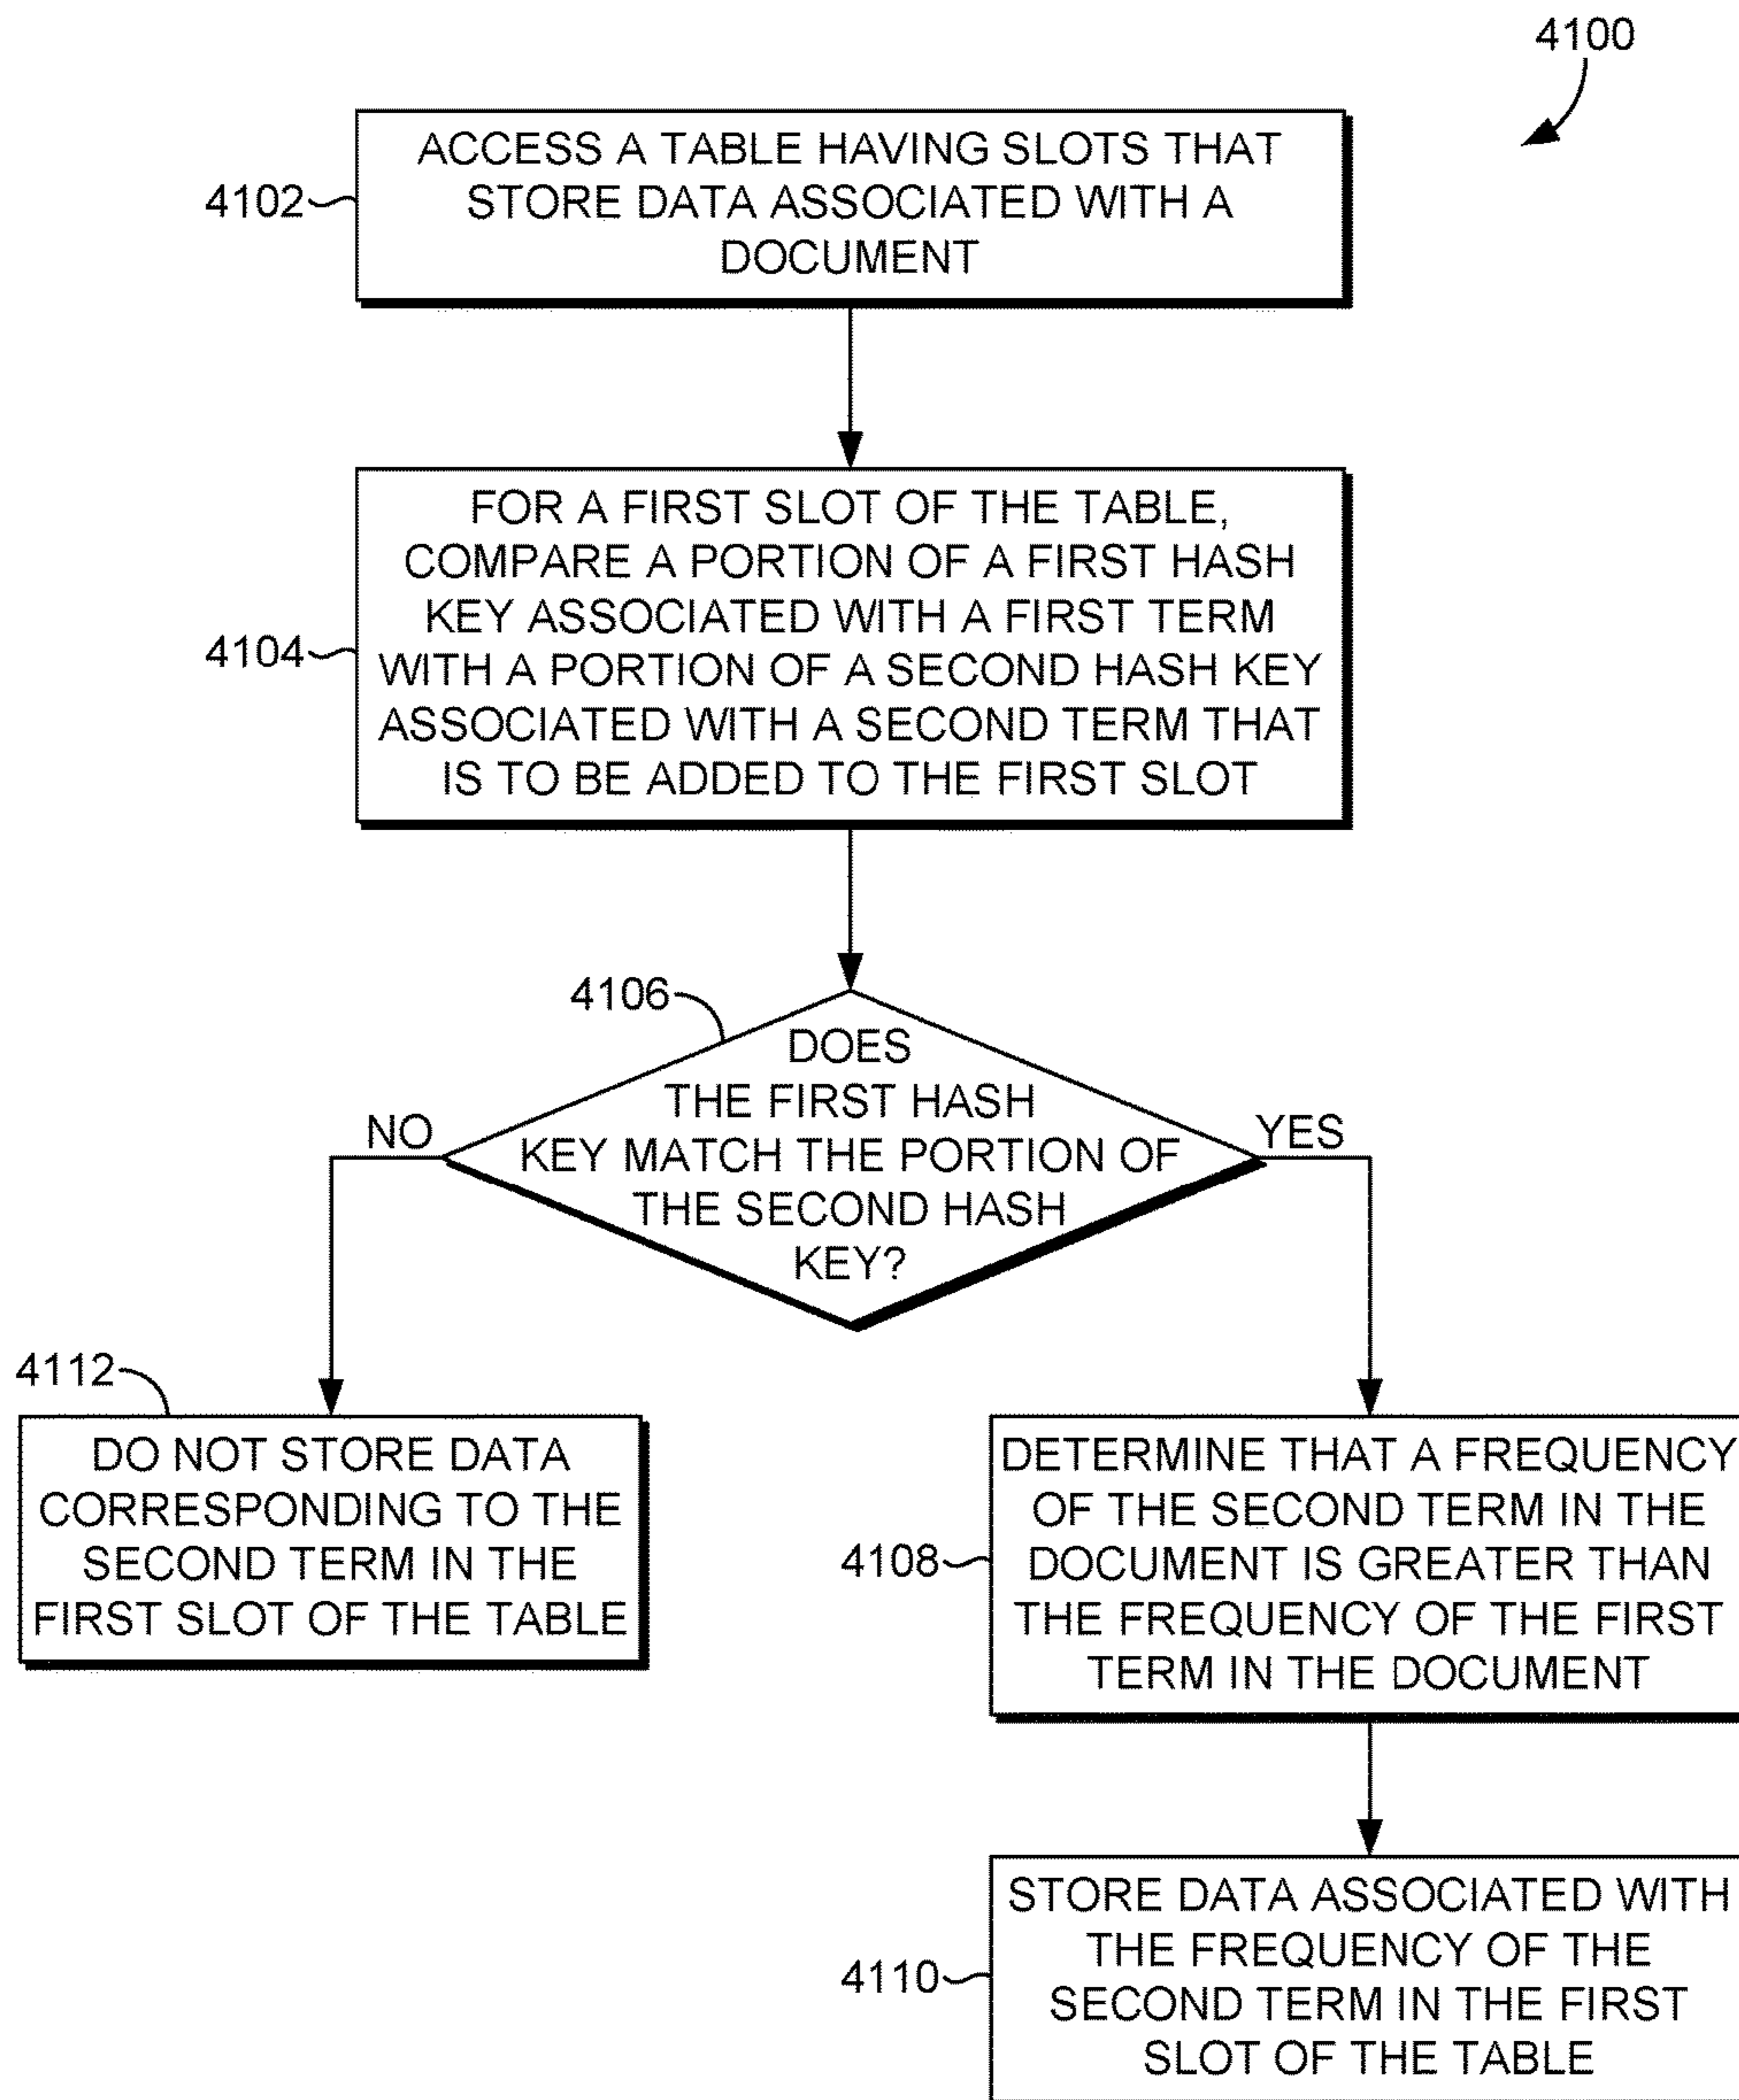 4100
ACCESS A TABLE HAVING SLOTS THAT
STORE DATA ASSOCIATED WITH A
DOCUMENT
4102
FOR A FIRST SLOT OF THE TABLE,
COMPARE A PORTION OF A FIRST HASH
KEY ASSOCIATED WITH A FIRST TERM
WITH A PORTION OF A SECOND HASH KEY
ASSOCIATED WITH A SECOND TERM THAT
IS TO BE ADDED TO THE FIRST SLOT
4104
4106
DOES
THE FIRST HASH
KEY MATCH THE PORTION OF
THE SECOND HASH
KEY?
NO
YES
4112
DO NOT STORE DATA
CORRESPONDING TO THE
SECOND TERM IN THE
FIRST SLOT OF THE TABLE
DETERMINE THAT A FREQUENCY
OF THE SECOND TERM IN THE
DOCUMENT IS GREATER THAN
THE FREQUENCY OF THE FIRST
TERM IN THE DOCUMENT
4108
STORE DATA ASSOCIATED WITH
THE FREQUENCY OF THE
SECOND TERM IN THE FIRST
SLOT OF THE TABLE
4110